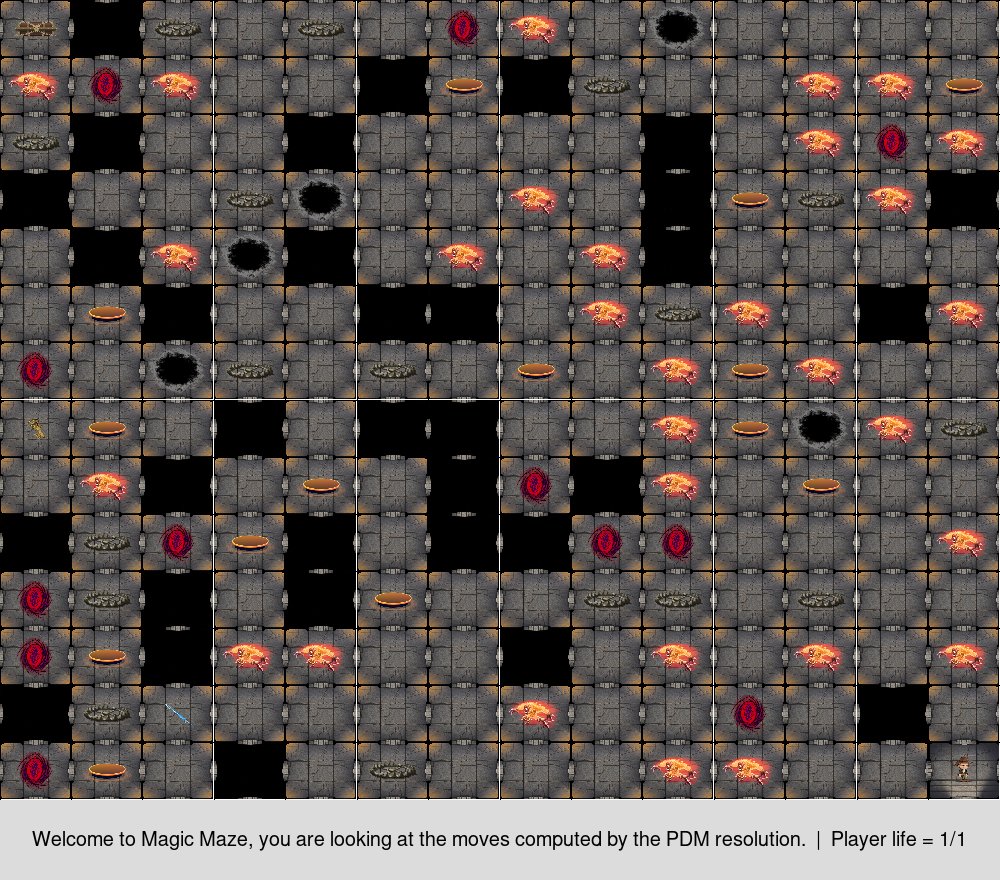 Welcome to Magic Maze, you are looking at the moves computed by the PDM resolution.  |  Player life = 1/1